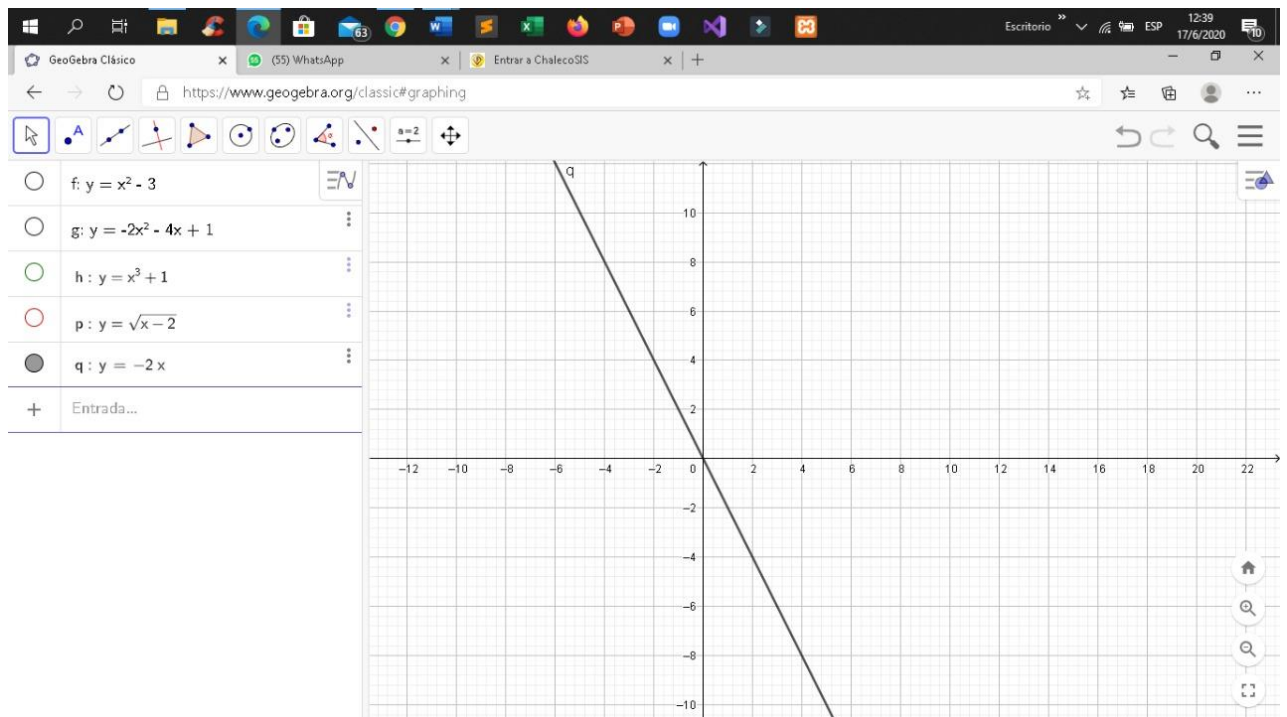 63
Escritorio
»
ESP
12:39
17/6/2020
10
GeoGebra Clásico
(55) WhatsApp
Entrar a ChalecoSIS
https://www.geogebra.org/classic#graphing
A
a=2
f: y = x² - 3
g: y = -2x² - 4x + 1
h : y = x³ + 1
p : y = √x − 2
q : y = −2 x
+ Entrada...
q
10
8
6
4
2
−12 −10 −8 −6 −4 −2 0 2 4 6 8 10 12 14 16 18 20 22
−2
−4
−6
−8
−10